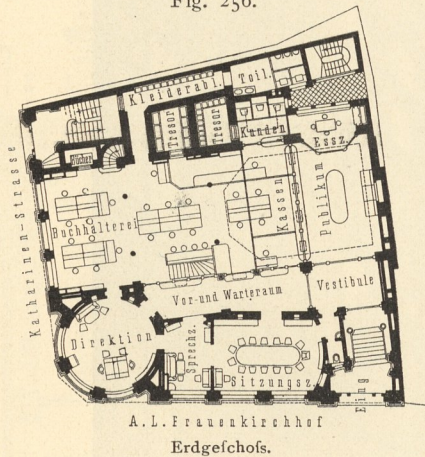 Fig. 256.
Kleiderabl.
Toil.
Tresor
Tresor
Kunden
Essz.
Bücher
Katharinen-Strasse
Buchhalterei
Kassen
Publikum
Vor- und Warteraum
Vestibule
Direktion
Sprechz.
Sitzungsz.
Eing.
A. L. Frauenkirchhof
Erdgeſchoſs.